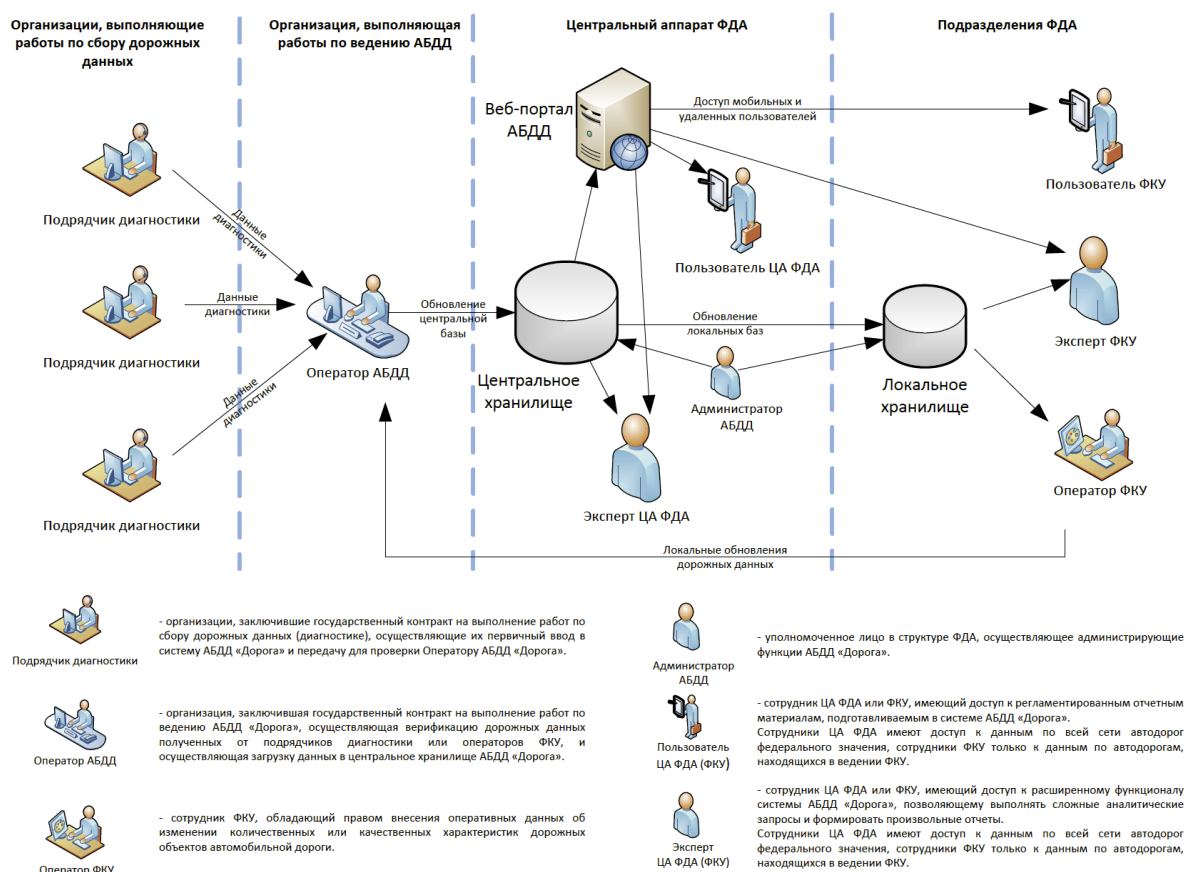 Организации, выполняющие
работы по сбору дорожных
данных
Организация, выполняющая
работы по ведению АБДД
Центральный аппарат ФДА
Подразделения ФДА
Веб-портал
АБДД
Доступ мобильных и
удаленных пользователей
Пользователь ФКУ
Подрядчик диагностики
Данные
диагностики
Пользователь ЦА ФДА
Данные
диагностики
Обновление
центральной
базы
Обновление
локальных баз
Эксперт ФКУ
Подрядчик диагностики
Оператор АБДД
Центральное
хранилище
Администратор
АБДД
Локальное
хранилище
Данные
диагностики
Оператор ФКУ
Эксперт ЦА ФДА
Подрядчик диагностики
Локальные обновления
дорожных данных
Подрядчик диагностики
- организации, заключившие государственный контракт на выполнение работ по
сбору дорожных данных (диагностике), осуществляющие их первичный ввод в
систему АБДД «Дорога» и передачу для проверки Оператору АБДД «Дорога».
Оператор АБДД
- организация, заключившая государственный контракт на выполнение работ по
ведению АБДД «Дорога», осуществляющая верификацию дорожных данных
полученных от подрядчиков диагностики или операторов ФКУ, и
осуществляющая загрузку данных в центральное хранилище АБДД «Дорога».
Оператор ФКУ
- сотрудник ФКУ, обладающий правом внесения оперативных данных об
изменении количественных или качественных характеристик дорожных
объектов автомобильной дороги.
Администратор
АБДД
- уполномоченное лицо в структуре ФДА, осуществляющее администрирующие
функции АБДД «Дорога».
Пользователь
ЦА ФДА (ФКУ)
- сотрудник ЦА ФДА или ФКУ, имеющий доступ к регламентированным отчетным
материалам, подготавливаемым в системе АБДД «Дорога».
Сотрудники ЦА ФДА имеют доступ к данным по всей сети автодорог
федерального значения, сотрудники ФКУ только к данным по автодорогам,
находящихся в ведении ФКУ.
Эксперт
ЦА ФДА (ФКУ)
- сотрудник ЦА ФДА или ФКУ, имеющий доступ к расширенному функционалу
системы АБДД «Дорога», позволяющему выполнять сложные аналитические
запросы и формировать произвольные отчеты.
Сотрудники ЦА ФДА имеют доступ к данным по всей сети автодорог
федерального значения, сотрудники ФКУ только к данным по автодорогам,
находящихся в ведении ФКУ.